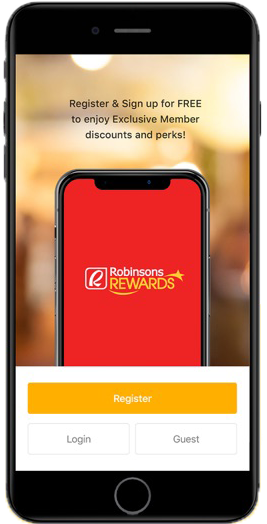 Register & Sign up for FREE
to enjoy Exclusive Member
discounts and perks!
R Robinsons
REWARDS
Register
Login Guest